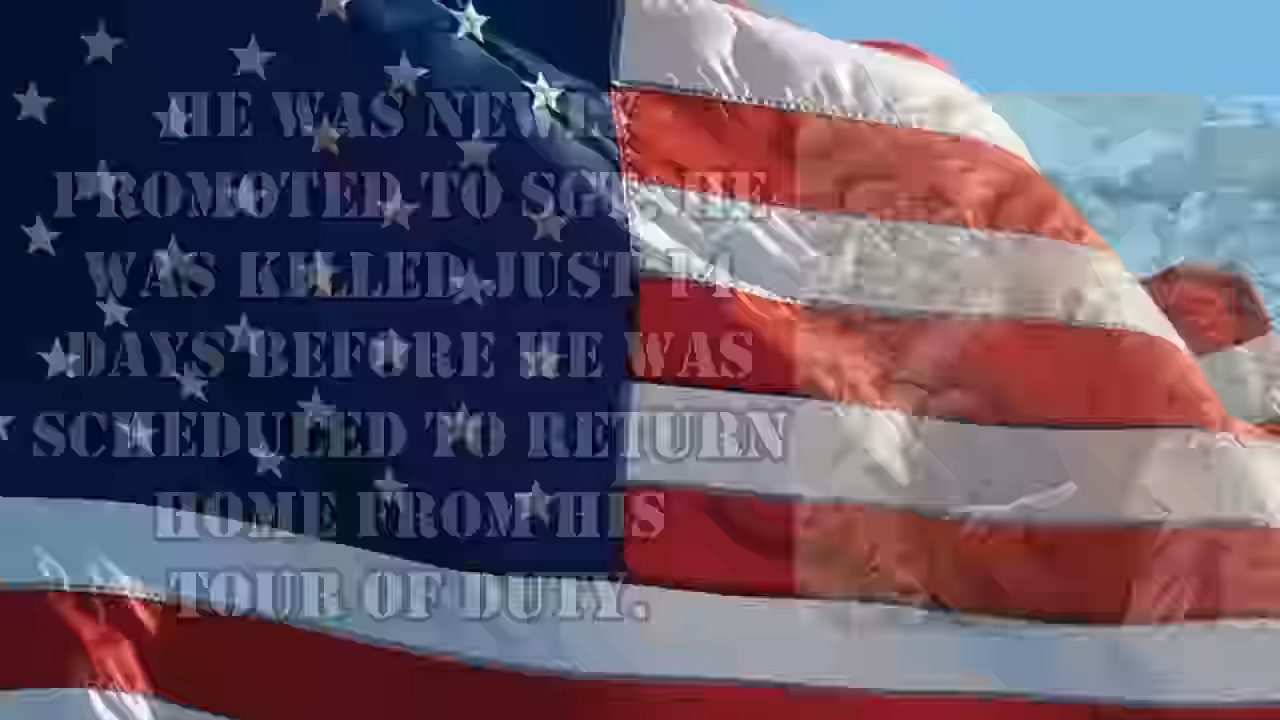 HE WAS NEWLY
PROMOTED TO SGT. HE
WAS KILLED JUST 14
DAYS BEFORE HE WAS
SCHEDULED TO RETURN
HOME FROM HIS
TOUR OF DUTY.